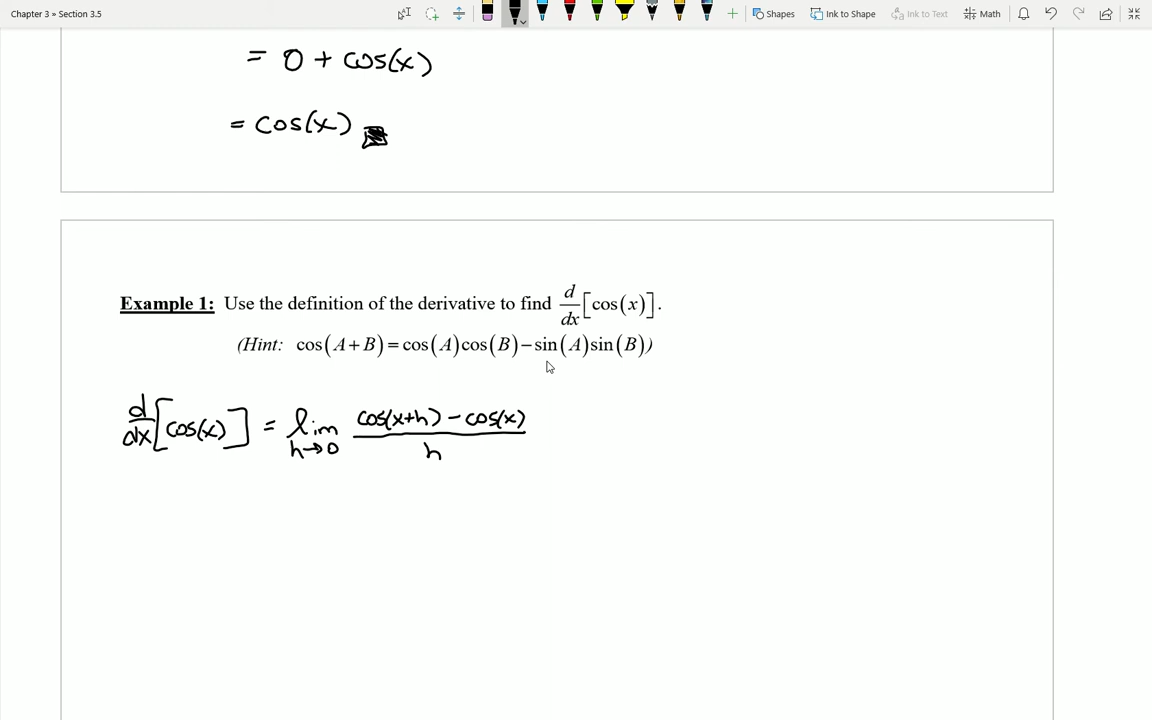 Chapter 3 » Section 3.5 Shapes Ink to Shape Ink to Text Math
= 0 + cos(x)
= cos(x)
Example 1: Use the definition of the derivative to find d/dx [cos(x)].
(Hint: cos(A+B)=cos(A)cos(B)−sin(A)sin(B))
d/dx [cos(x)] = lim h→0 (cos(x+h) − cos(x))/h